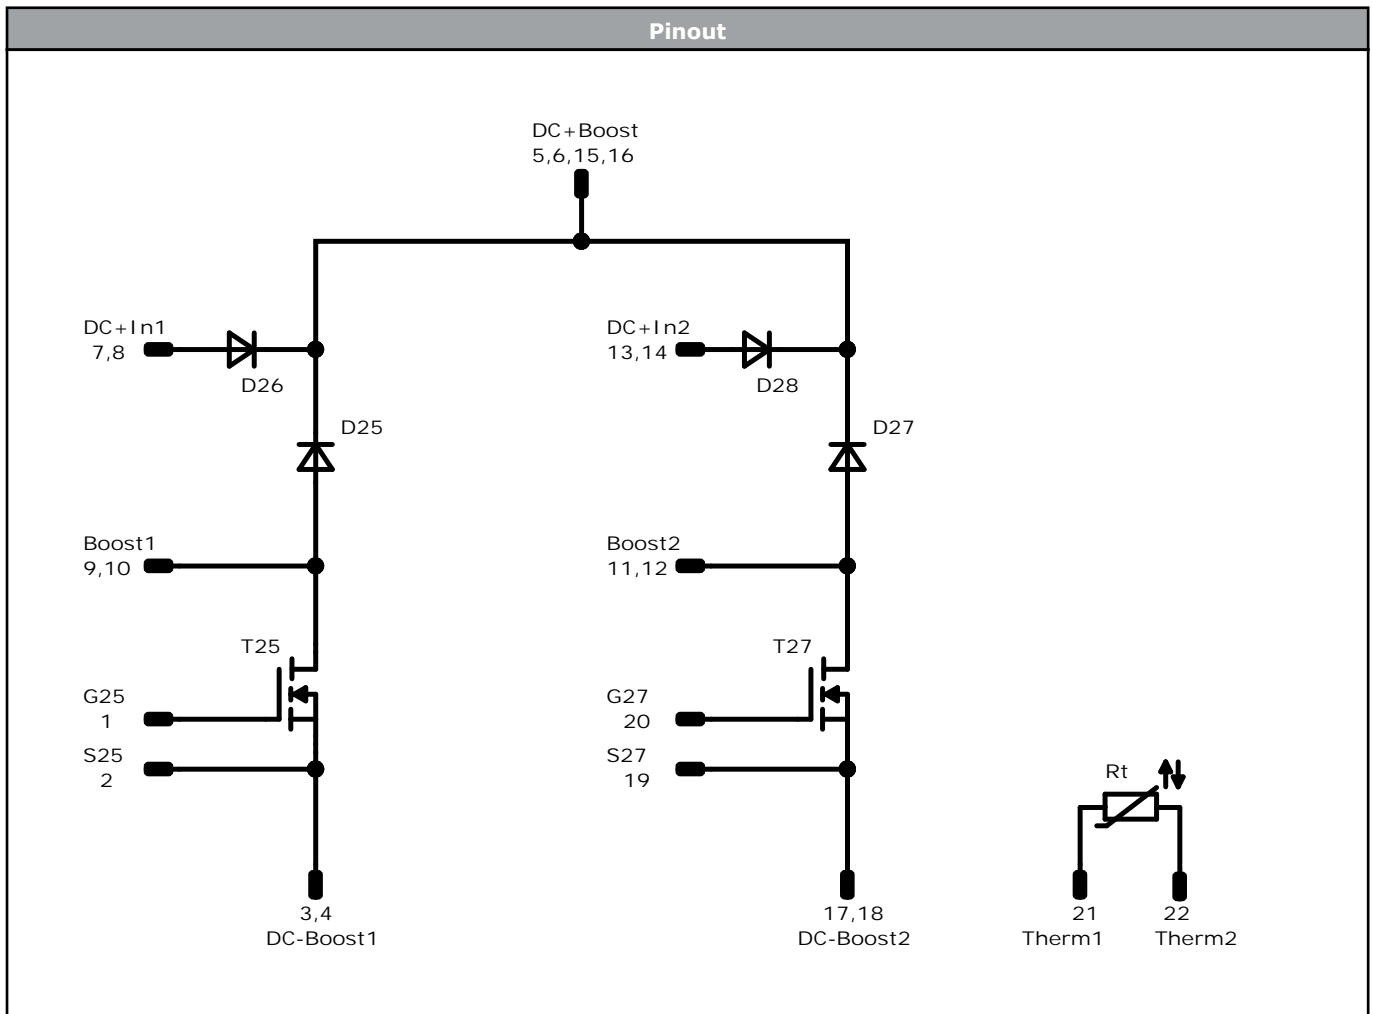 Pinout
DC+Boost
5,6,15,16
DC+In1
7,8
D26
DC+In2
13,14
D28
D25
D27
Boost1
9,10
Boost2
11,12
T25
T27
G25
1
G27
20
S25
2
S27
19
Rt
3,4
DC-Boost1
17,18
DC-Boost2
21
Therm1
22
Therm2